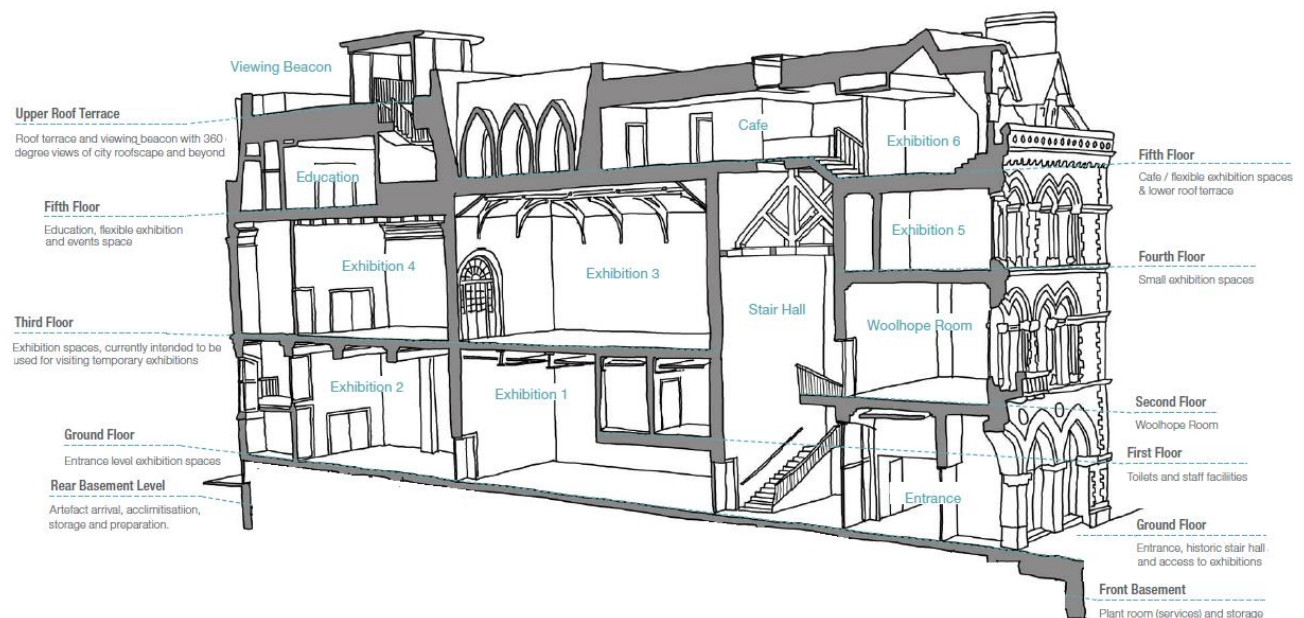 Viewing Beacon
Upper Roof Terrace
Roof terrace and viewing beacon with 360
degree views of city roofscape and beyond
Fifth Floor
Education, flexible exhibition
and events space
Third Floor
Exhibition spaces, currently intended to be
used for visiting temporary exhibitions
Ground Floor
Entrance level exhibition spaces
Rear Basement Level
Artefact arrival, acclimitisatiion,
storage and preparation.
Education
Exhibition 4
Exhibition 2
Exhibition 3
Exhibition 1
Cafe
Exhibition 6
Exhibition 5
Stair Hall
Woolhope Room
Entrance
Fifth Floor
Cafe / flexible exhibition spaces
& lower roof terrace
Fourth Floor
Small exhibition spaces
Second Floor
Woolhope Room
First Floor
Toilets and staff faciliities
Ground Floor
Entrance, historic stair hall
and access to exhibitions
Front Basement
Plant room (services) and storage